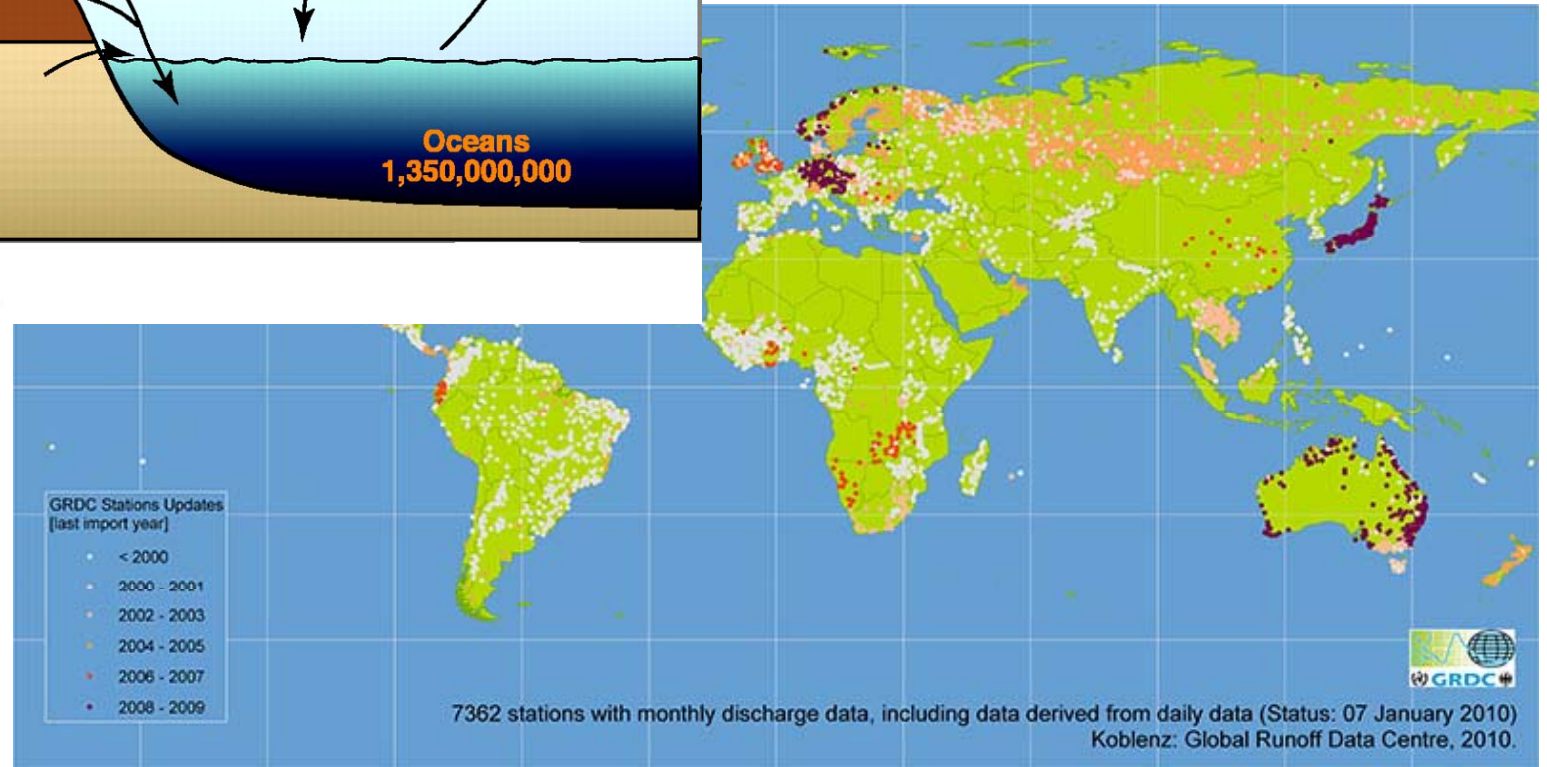 Oceans
1,350,000,000
GRDC Stations Updates
[last import year]
< 2000
2000 - 2001
2002 - 2003
2004 - 2005
2006 - 2007
2008 - 2009
GRDC
7362 stations with monthly discharge data, including data derived from daily data (Status: 07 January 2010)
Koblenz: Global Runoff Data Centre, 2010.